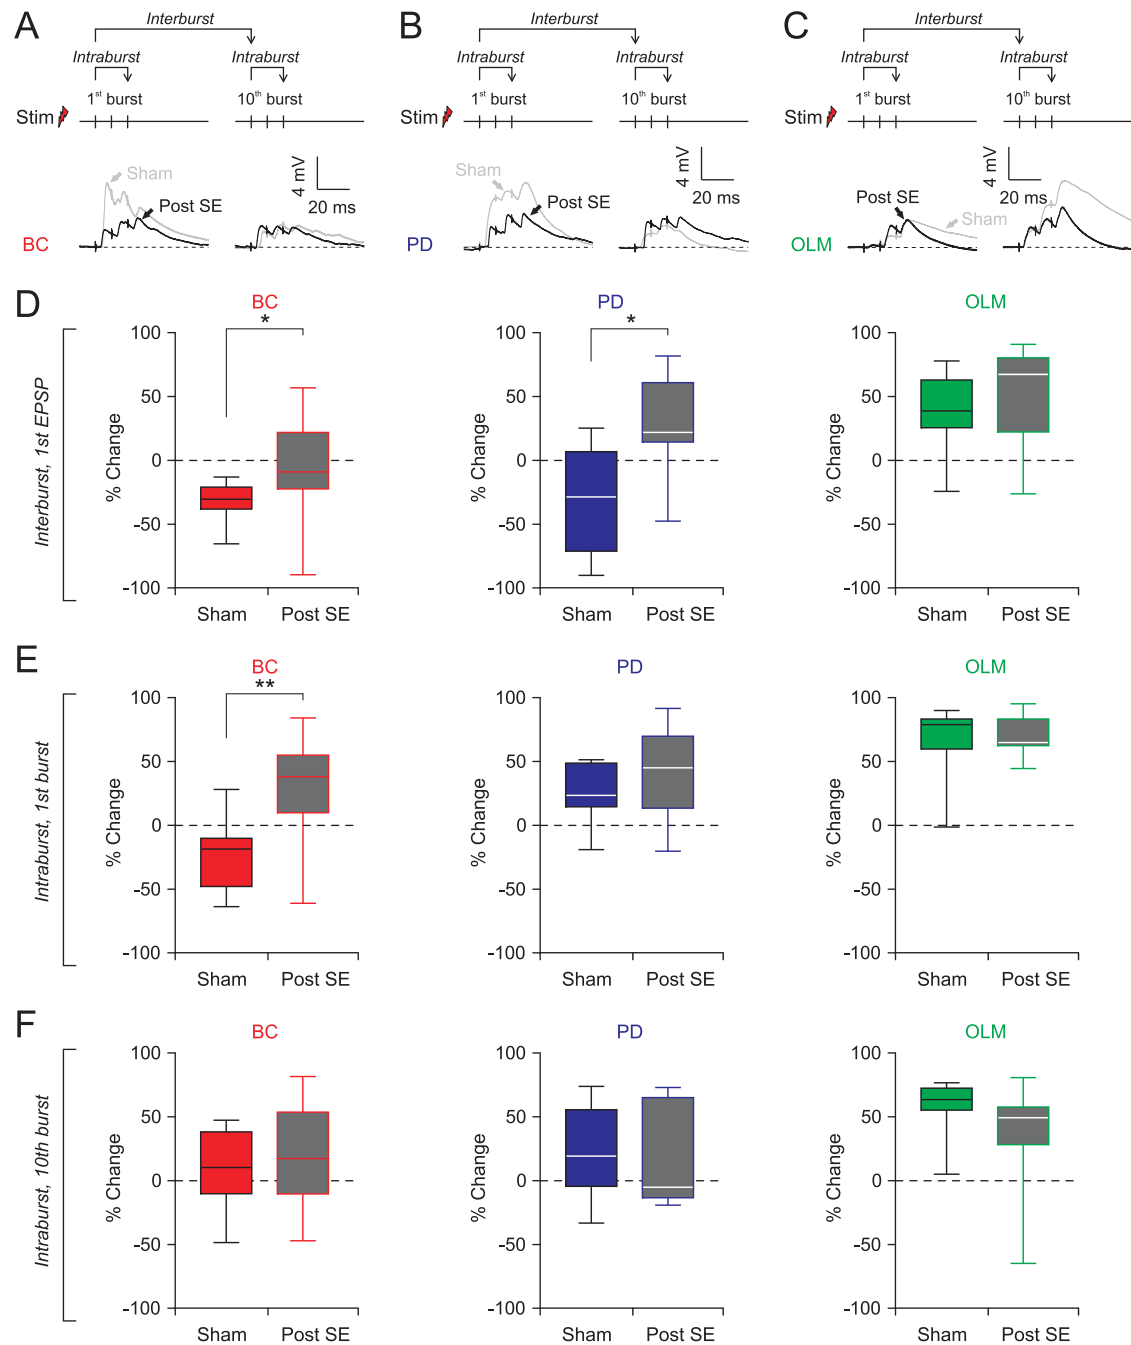 A
Interburst
Intraburst
Intraburst
1st burst
10th burst
Stim
Sham
Post SE
4 mV
20 ms
BC
B
Interburst
Intraburst
Intraburst
1st burst
10th burst
Stim
Sham
Post SE
4 mV
20 ms
PD
C
Interburst
Intraburst
Intraburst
1st burst
10th burst
Stim
Post SE
Sham
4 mV
20 ms
OLM
D
Interburst, 1st EPSP
BC
*
% Change
100
50
0
-50
-100
Sham Post SE
PD
*
% Change
100
50
0
-50
-100
Sham Post SE
OLM
% Change
100
50
0
-50
-100
Sham Post SE
E
Intraburst, 1st burst
BC
**
% Change
100
50
0
-50
-100
Sham Post SE
PD
% Change
100
50
0
-50
-100
Sham Post SE
OLM
% Change
100
50
0
-50
-100
Sham Post SE
F
Intraburst, 10th burst
BC
% Change
100
50
0
-50
-100
Sham Post SE
PD
% Change
100
50
0
-50
-100
Sham Post SE
OLM
% Change
100
50
0
-50
-100
Sham Post SE